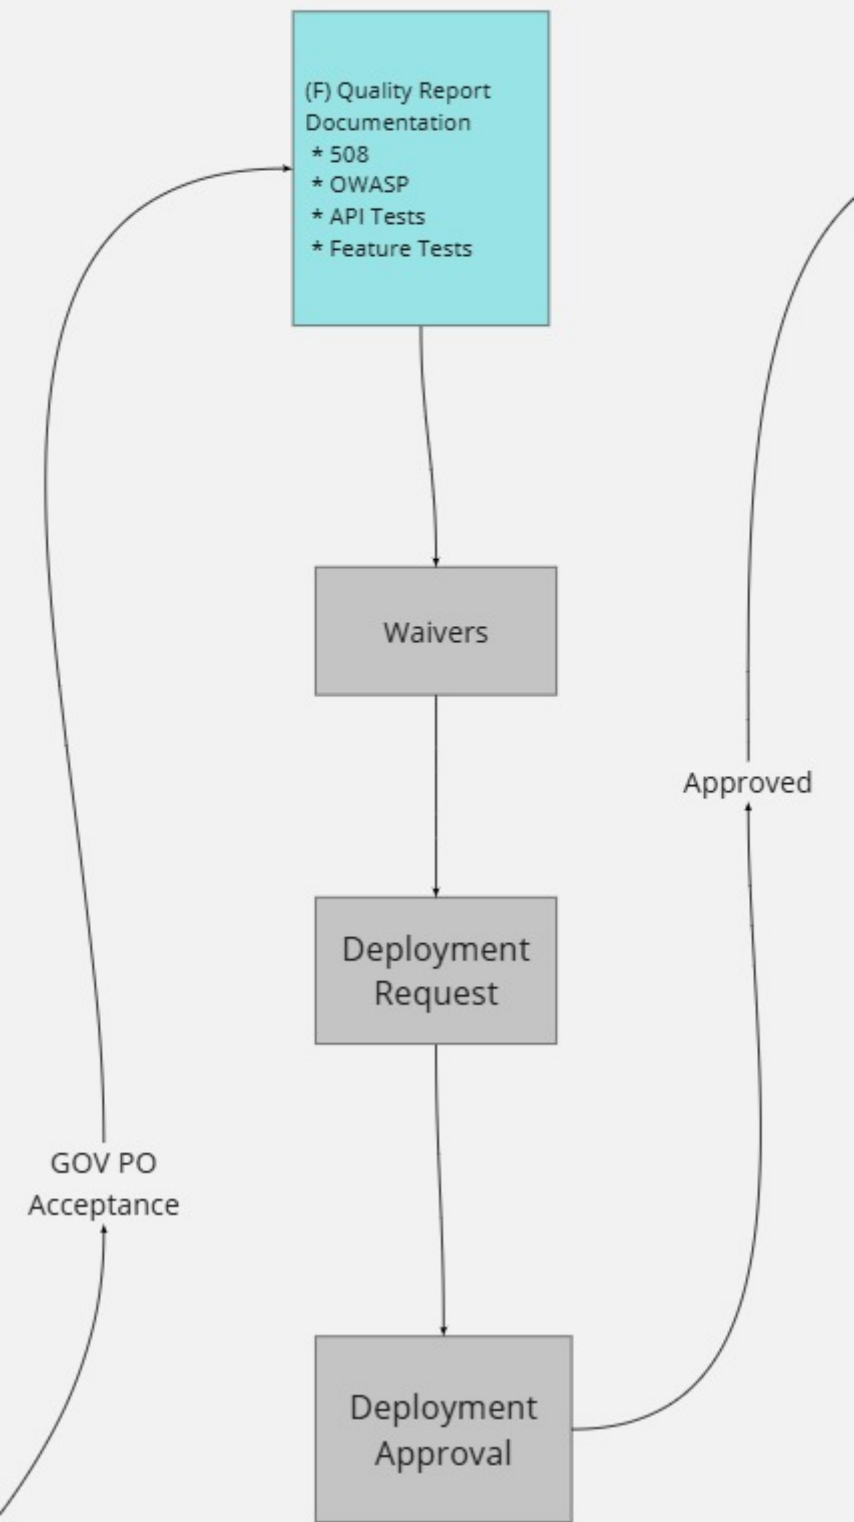 (F) Quality Report
Documentation
* 508
* OWASP
* API Tests
* Feature Tests
Waivers
Approved
Deployment
Request
GOV PO
Acceptance
Deployment
Approval